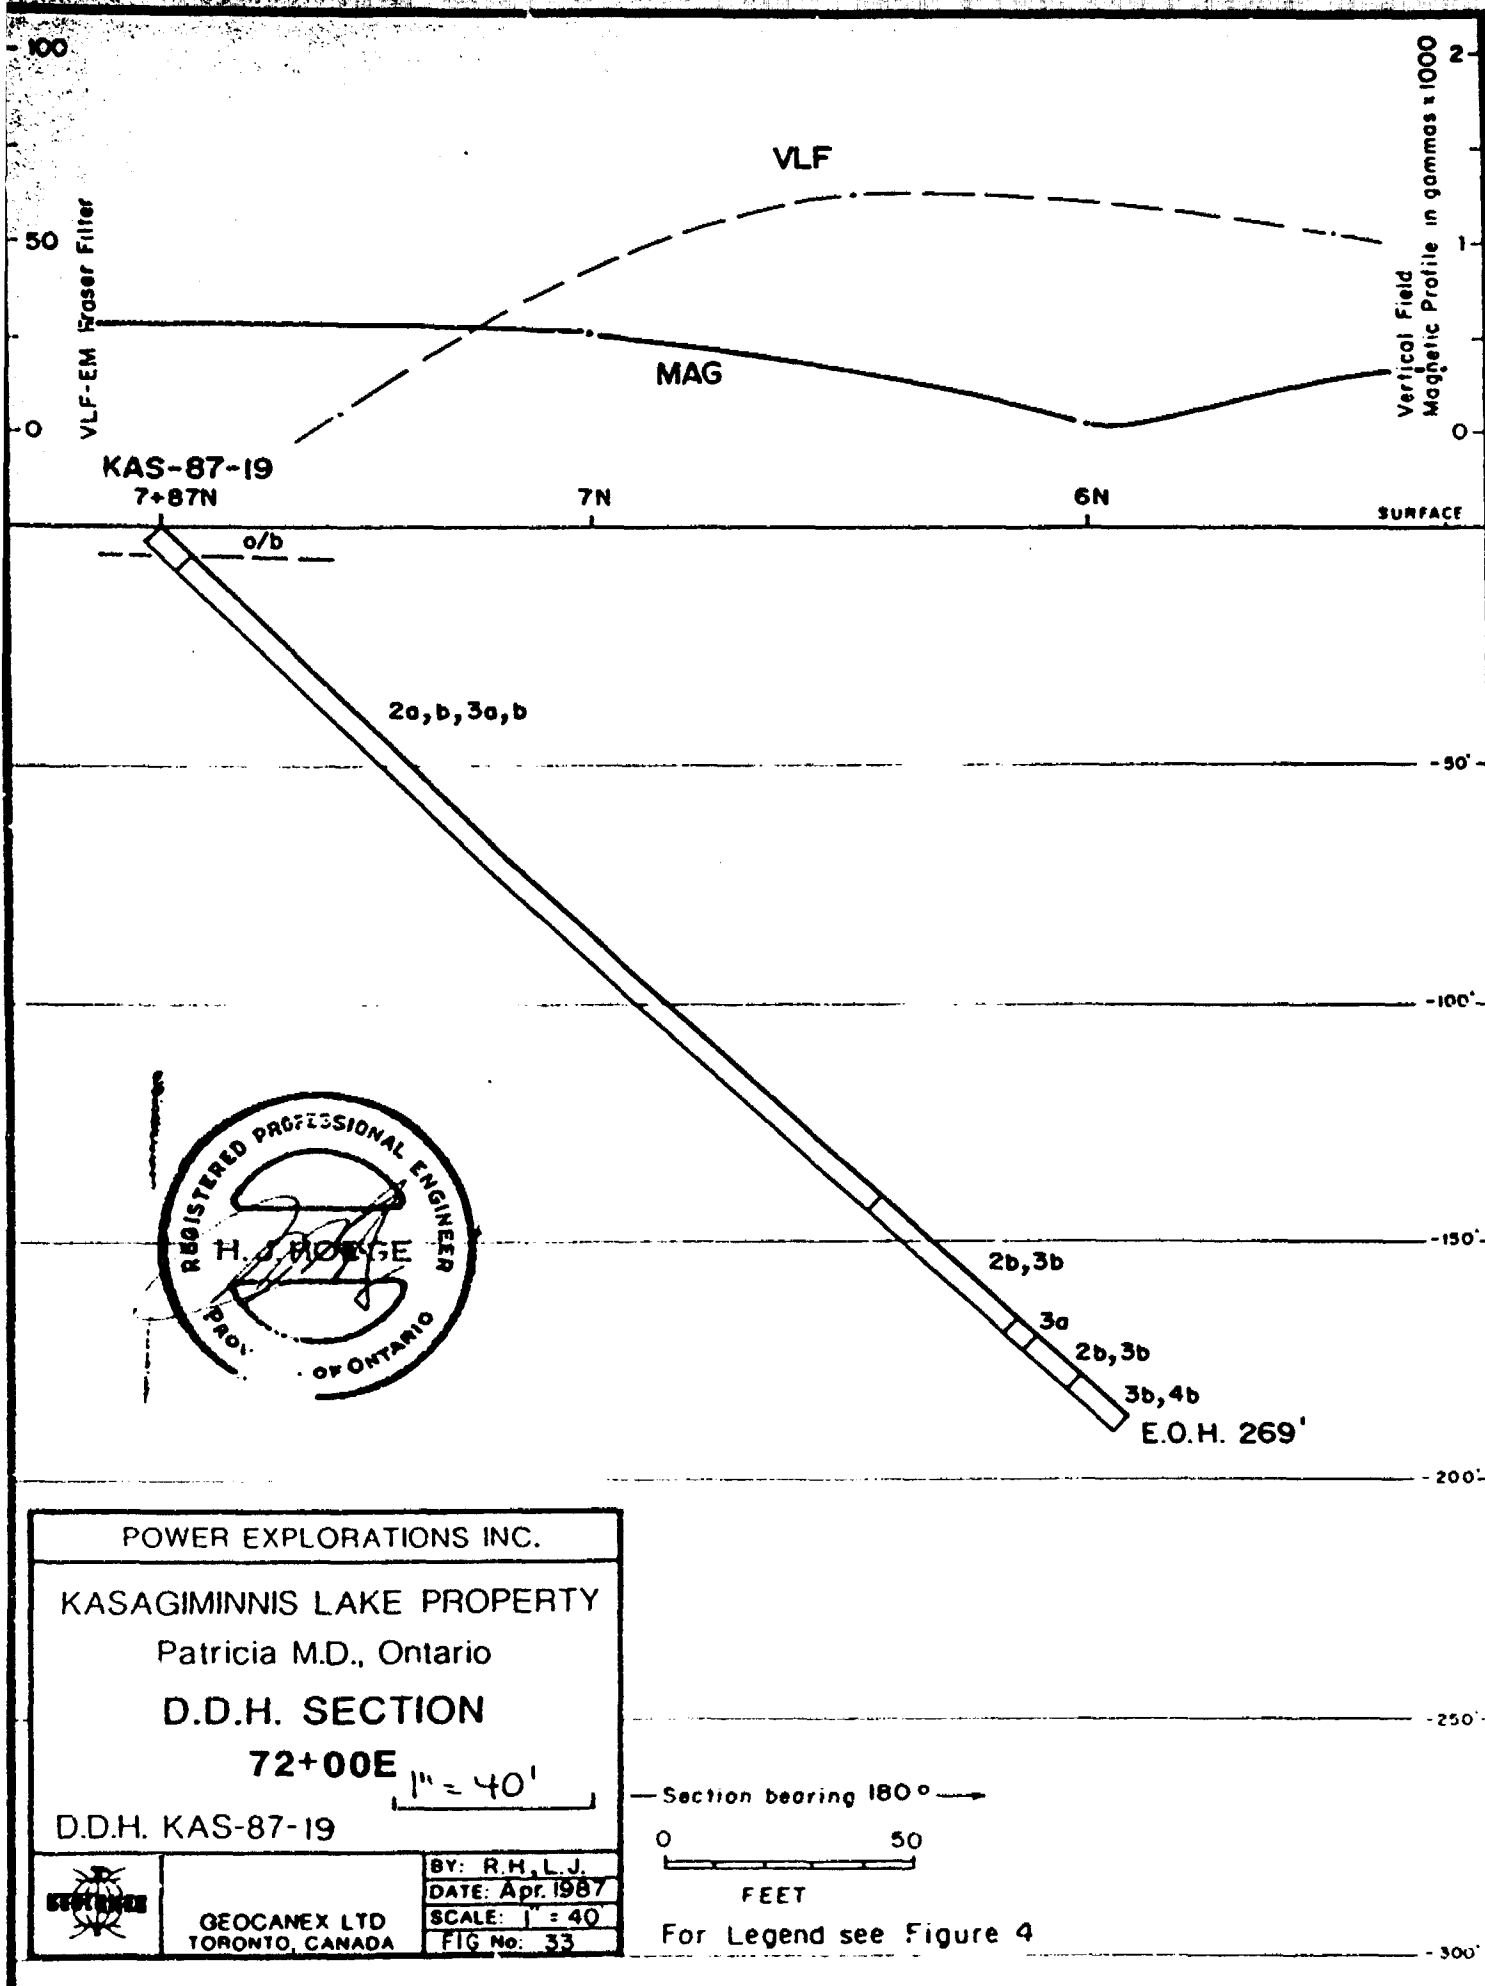 100
2
VLF
VLF-EM Fraser Filter
50
1
Vertical Field
Magnetic Profile in gammas x 1000
MAG
0
0
KAS-87-19
7+87N
7N
6N
SURFACE
o/b
2a,b,3a,b
-50'
-100'
REGISTERED PROFESSIONAL ENGINEER
H.J.
OF ONTARIO
-150'
2b,3b
3a
2b,3b
3b,4b
E.O.H. 269'
-200'
POWER EXPLORATIONS INC.
KASAGIMINNIS LAKE PROPERTY
Patricia M.D., Ontario
D.D.H. SECTION
72+00E
1" = 40'
D.D.H. KAS-87-19
GEOCANEX LTD
TORONTO, CANADA
BY: R.H., L.J.
DATE: Apr. 1987
SCALE: 1" = 40'
FIG No: 33
-250'
Section bearing 180°
0 50
FEET
For Legend see Figure 4
-300'